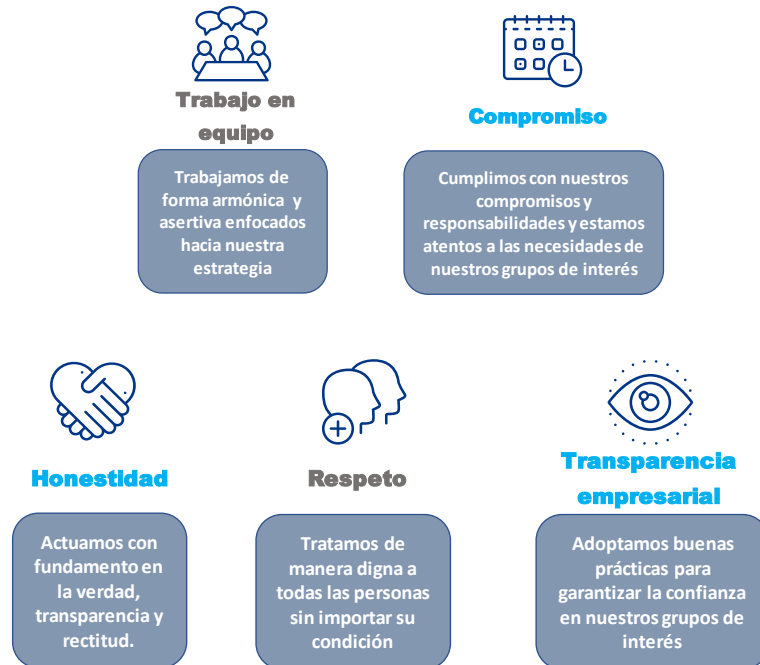 Trabajo en
equipo
Trabajamos de
forma armónica y
asertiva enfocados
hacia nuestra
estrategia
Compromiso
Cumplimos con nuestros
compromisos y
responsabilidades y estamos
atentos a las necesidades de
nuestros grupos de interés
Honestidad
Actuamos con
fundamento en
la verdad,
transparencia y
rectitud.
Respeto
Tratamos de
manera digna a
todas las personas
sin importar su
condición
Transparencia
empresarial
Adoptamos buenas
prácticas para
garantizar la confianza
en nuestros grupos de
interés